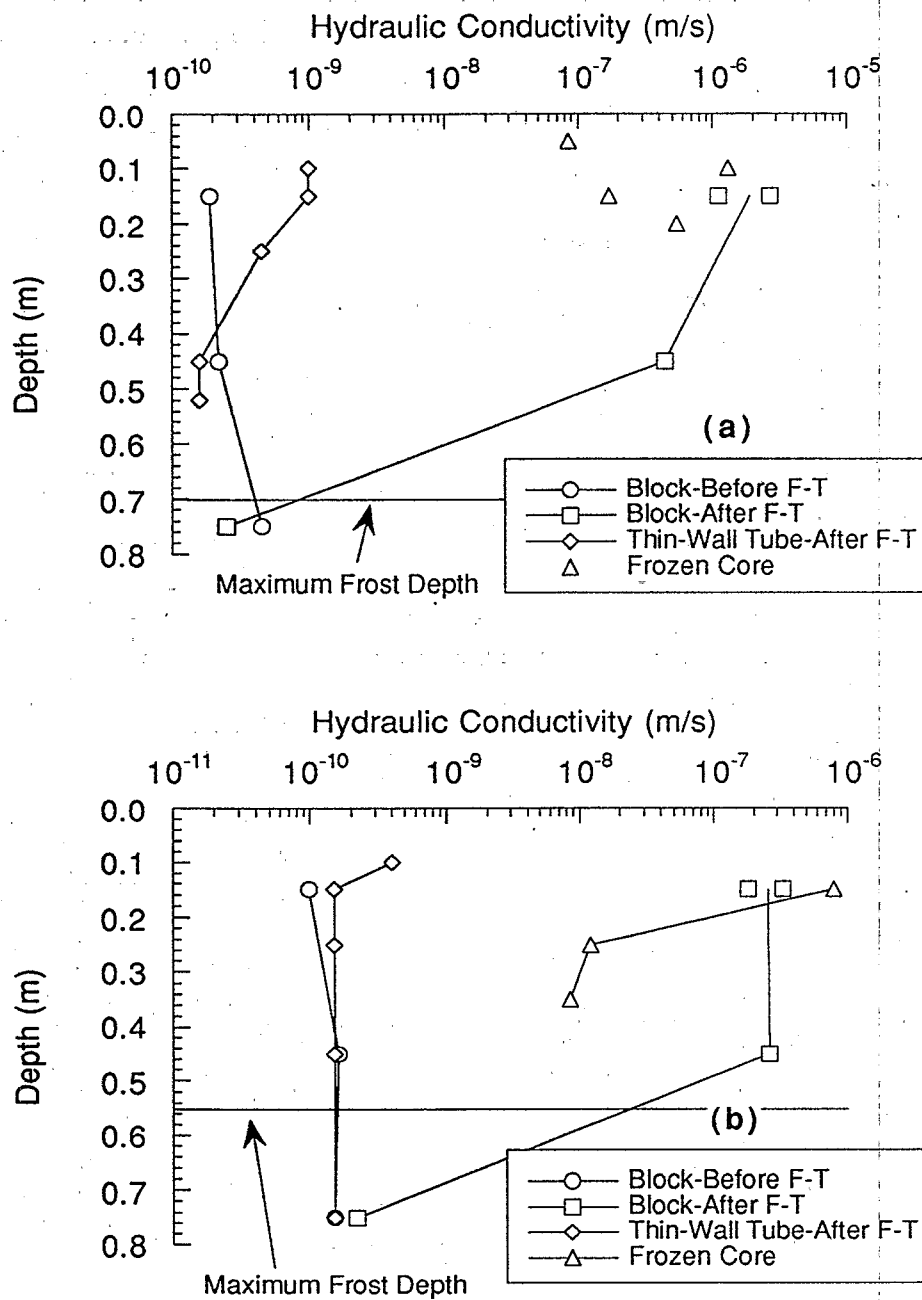 Hydraulic Conductivity (m/s)
10-10 10-9 10-8 10-7 10-6 10-5
0.0
0.1
0.2
0.3
0.4
0.5
0.6
0.7
0.8
Depth (m)
(a)
Block-Before F-T
Block-After F-T
Thin-Wall Tube-After F-T
Frozen Core
Maximum Frost Depth
Hydraulic Conductivity (m/s)
10-11 10-10 10-9 10-8 10-7 10-6
0.0
0.1
0.2
0.3
0.4
0.5
0.6
0.7
0.8
Depth (m)
(b)
Block-Before F-T
Block-After F-T
Thin-Wall Tube-After F-T
Frozen Core
Maximum Frost Depth